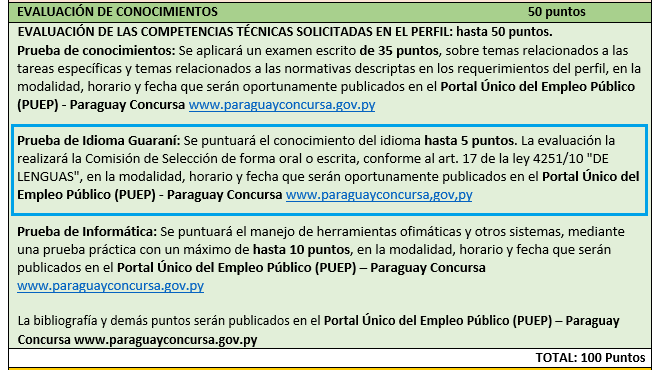 EVALUACIÓN DE CONOCIMIENTOS 50 puntos
EVALUACIÓN DE LAS COMPETENCIAS TÉCNICAS SOLICITADAS EN EL PERFIL: hasta 50 puntos.
Prueba de conocimientos: Se aplicará un examen escrito de 35 puntos, sobre temas relacionados a las
tareas específicas y temas relacionados a las normativas descriptas en los requerimientos del perfil, en la
modalidad, horario y fecha que serán oportunamente publicados en el Portal Único del Empleo Público
(PUEP) - Paraguay Concursa www.paraguayconcursa.gov.py
Prueba de Idioma Guaraní: Se puntuará el conocimiento del idioma hasta 5 puntos. La evaluación la
realizará la Comisión de Selección de forma oral o escrita, conforme al art. 17 de la ley 4251/10 "DE
LENGUAS", en la modalidad, horario y fecha que serán oportunamente publicados en el Portal Único del
Empleo Público (PUEP) - Paraguay Concursa www.paraguayconcursa,gov,py
Prueba de Informática: Se puntuará el manejo de herramientas ofimáticas y otros sistemas, mediante
una prueba práctica con un máximo de hasta 10 puntos, en la modalidad, horario y fecha que serán
publicados en el Portal Único del Empleo Público (PUEP) – Paraguay Concursa
www.paraguayconcursa.gov.py
La bibliografía y demás puntos serán publicados en el Portal Único del Empleo Público (PUEP) – Paraguay
Concursa www.paraguayconcursa.gov.py
TOTAL: 100 Puntos